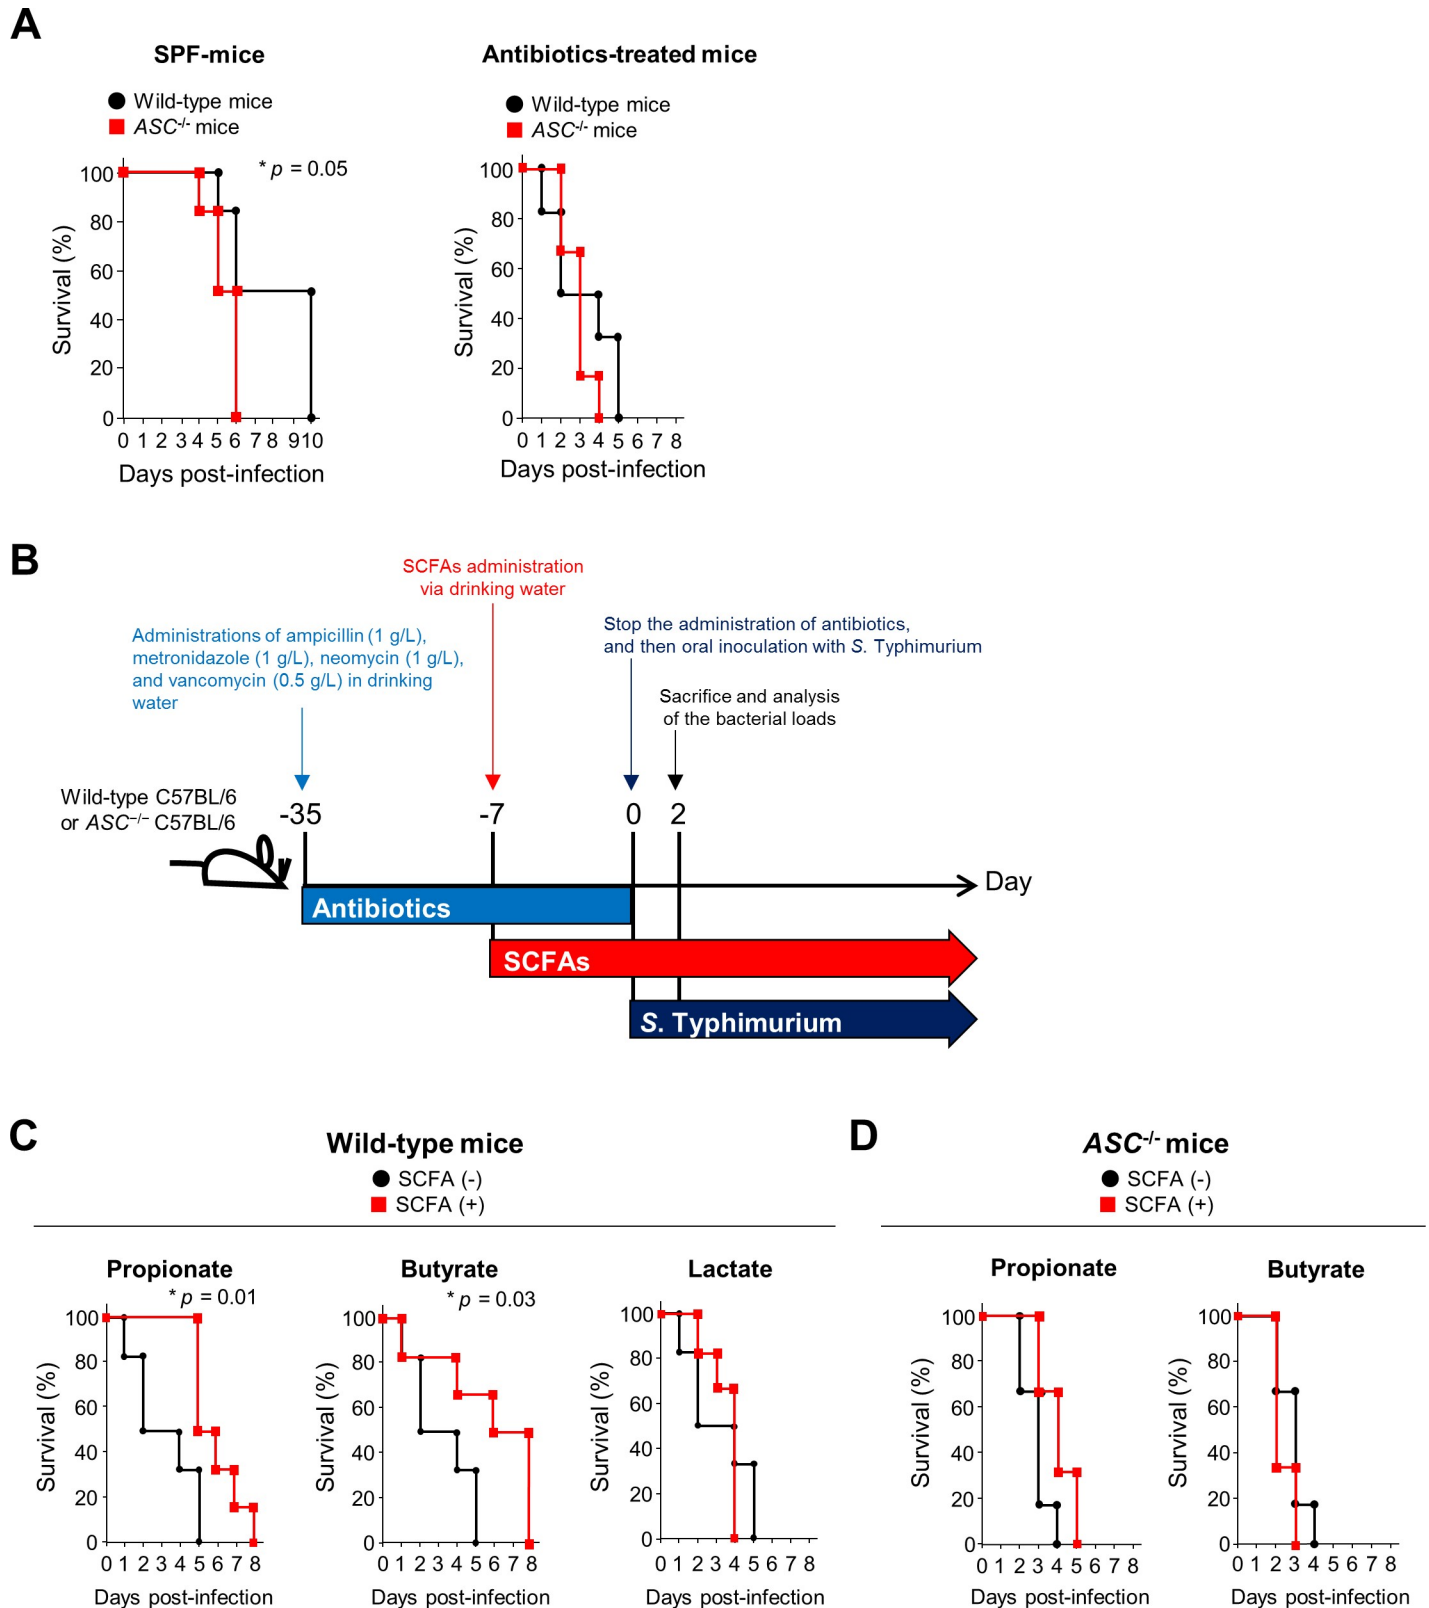 A
SPF-mice
Wild-type mice
ASC-/- mice
* p = 0.05
100
80
60
40
20
0
Survival (%)
0 1 2 3 4 5 6 7 8 9 10
Days post-infection
Antibiotics-treated mice
Wild-type mice
ASC-/- mice
100
80
60
40
20
0
Survival (%)
0 1 2 3 4 5 6 7 8
Days post-infection
B
SCFAs administration
via drinking water
Administrations of ampicillin (1 g/L),
metronidazole (1 g/L), neomycin (1 g/L),
and vancomycin (0.5 g/L) in drinking
water
Stop the administration of antibiotics,
and then oral inoculation with S. Typhimurium
Sacrifice and analysis
of the bacterial loads
Wild-type C57BL/6
or ASC−/− C57BL/6
-35
-7
0
2
Day
Antibiotics
SCFAs
S. Typhimurium
C
Wild-type mice
SCFA (-)
SCFA (+)
Propionate
* p = 0.01
100
80
60
40
20
0
Survival (%)
0 1 2 3 4 5 6 7 8
Days post-infection
Butyrate
* p = 0.03
100
80
60
40
20
0
Survival (%)
0 1 2 3 4 5 6 7 8
Days post-infection
Lactate
100
80
60
40
20
0
Survival (%)
0 1 2 3 4 5 6 7 8
Days post-infection
D
ASC-/- mice
SCFA (-)
SCFA (+)
Propionate
100
80
60
40
20
0
Survival (%)
0 1 2 3 4 5 6 7 8
Days post-infection
Butyrate
100
80
60
40
20
0
Survival (%)
0 1 2 3 4 5 6 7 8
Days post-infection